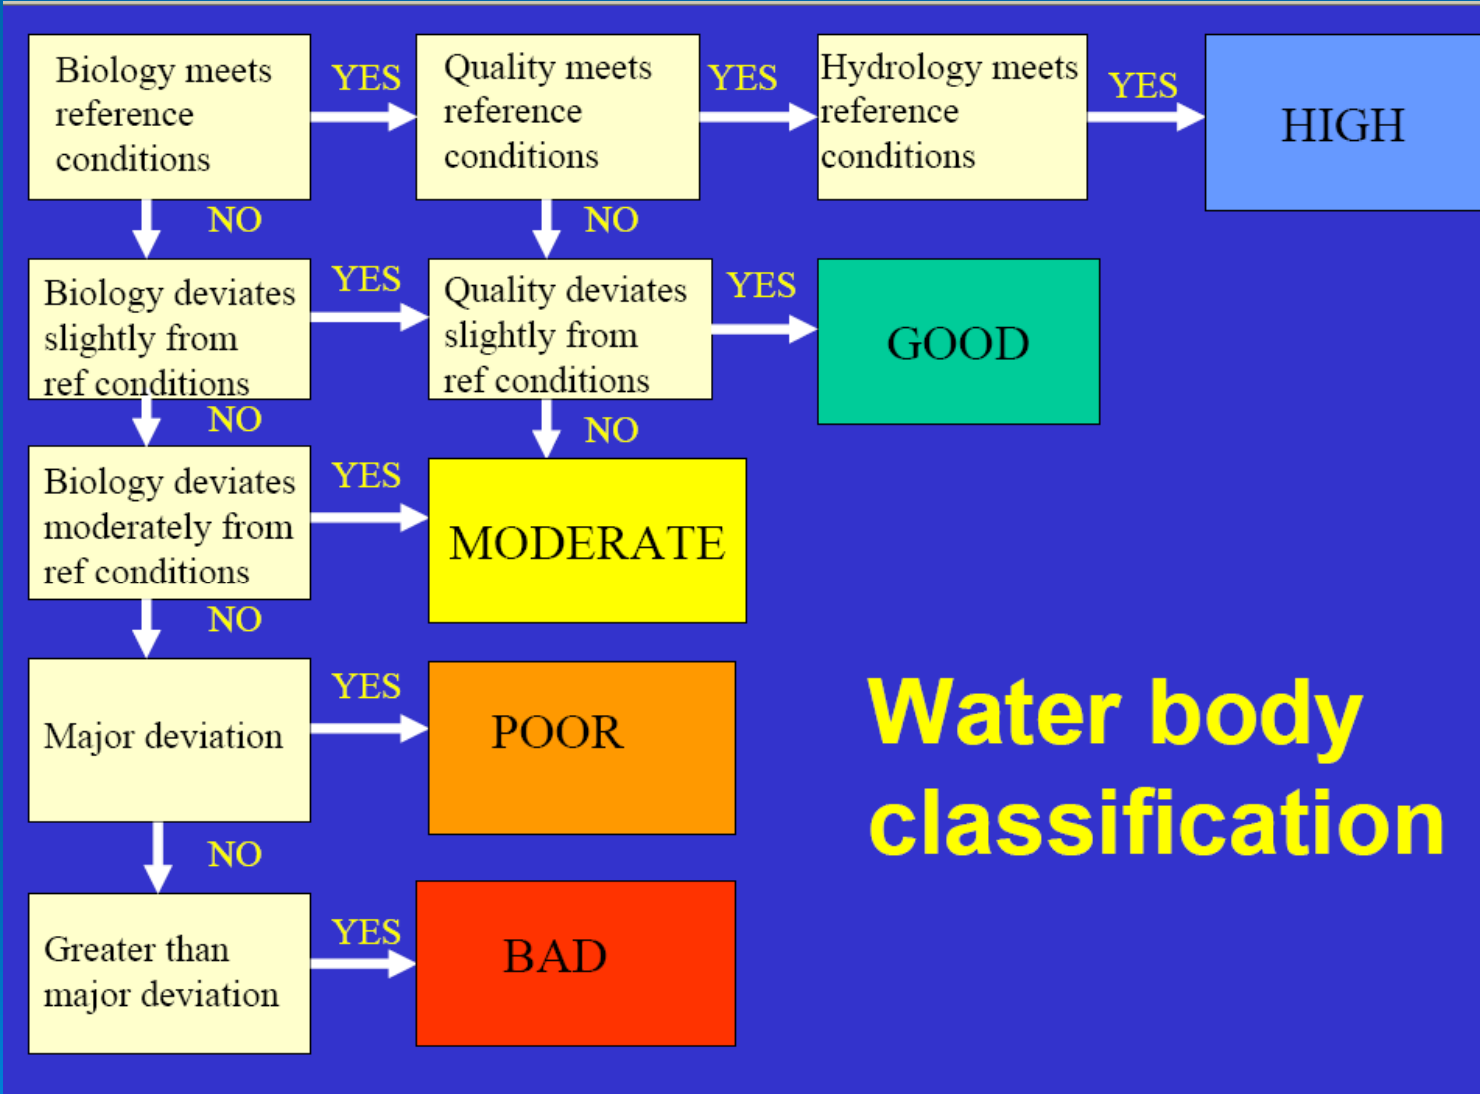 Biology meets
reference
conditions
YES
Quality meets
reference
conditions
YES
Hydrology meets
reference
conditions
YES
HIGH
NO
NO
Biology deviates
slightly from
ref conditions
YES
Quality deviates
slightly from
ref conditions
YES
GOOD
NO
NO
Biology deviates
moderately from
ref conditions
YES
MODERATE
NO
Major deviation
YES
POOR
Water body
classification
NO
Greater than
major deviation
YES
BAD